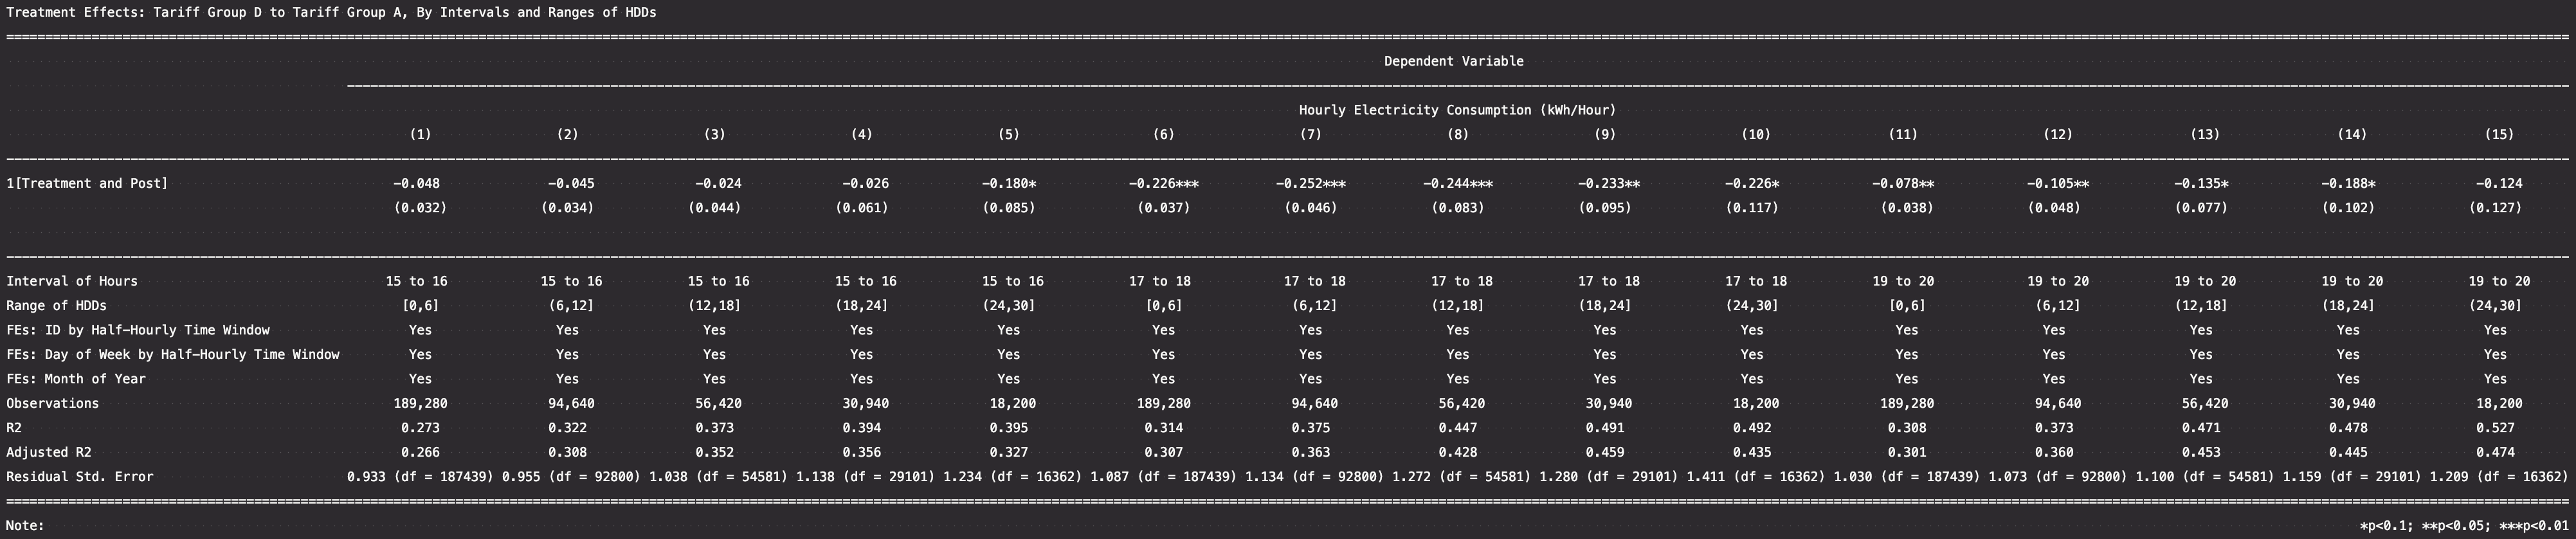 Treatment Effects: Tariff Group D to Tariff Group A, By Intervals and Ranges of HDDs
Dependent Variable
Hourly Electricity Consumption (kWh/Hour)
(1) (2) (3) (4) (5) (6) (7) (8) (9) (10) (11) (12) (13) (14) (15)
1[Treatment and Post] -0.048 -0.045 -0.024 -0.026 -0.180* -0.226*** -0.252*** -0.244*** -0.233** -0.226* -0.078** -0.105** -0.135* -0.188* -0.124
(0.032) (0.034) (0.044) (0.061) (0.085) (0.037) (0.046) (0.083) (0.095) (0.117) (0.038) (0.048) (0.077) (0.102) (0.127)
Interval of Hours 15 to 16 15 to 16 15 to 16 15 to 16 15 to 16 17 to 18 17 to 18 17 to 18 17 to 18 17 to 18 19 to 20 19 to 20 19 to 20 19 to 20 19 to 20
Range of HDDs [0,6] (6,12] (12,18] (18,24] (24,30] [0,6] (6,12] (12,18] (18,24] (24,30] [0,6] (6,12] (12,18] (18,24] (24,30]
FEs: ID by Half-Hourly Time Window Yes Yes Yes Yes Yes Yes Yes Yes Yes Yes Yes Yes Yes Yes Yes
FEs: Day of Week by Half-Hourly Time Window Yes Yes Yes Yes Yes Yes Yes Yes Yes Yes Yes Yes Yes Yes Yes
FEs: Month of Year Yes Yes Yes Yes Yes Yes Yes Yes Yes Yes Yes Yes Yes Yes Yes
Observations 189,280 94,640 56,420 30,940 18,200 189,280 94,640 56,420 30,940 18,200 189,280 94,640 56,420 30,940 18,200
R2 0.273 0.322 0.373 0.394 0.395 0.314 0.375 0.447 0.491 0.492 0.308 0.373 0.471 0.478 0.527
Adjusted R2 0.266 0.308 0.352 0.356 0.327 0.307 0.363 0.428 0.459 0.435 0.301 0.360 0.453 0.445 0.474
Residual Std. Error 0.933 (df = 187439) 0.955 (df = 92800) 1.038 (df = 54581) 1.138 (df = 29101) 1.234 (df = 16362) 1.087 (df = 187439) 1.134 (df = 92800) 1.272 (df = 54581) 1.280 (df = 29101) 1.411 (df = 16362) 1.030 (df = 187439) 1.073 (df = 92800) 1.100 (df = 54581) 1.159 (df = 29101) 1.209 (df = 16362)
Note: *p<0.1; **p<0.05; ***p<0.01